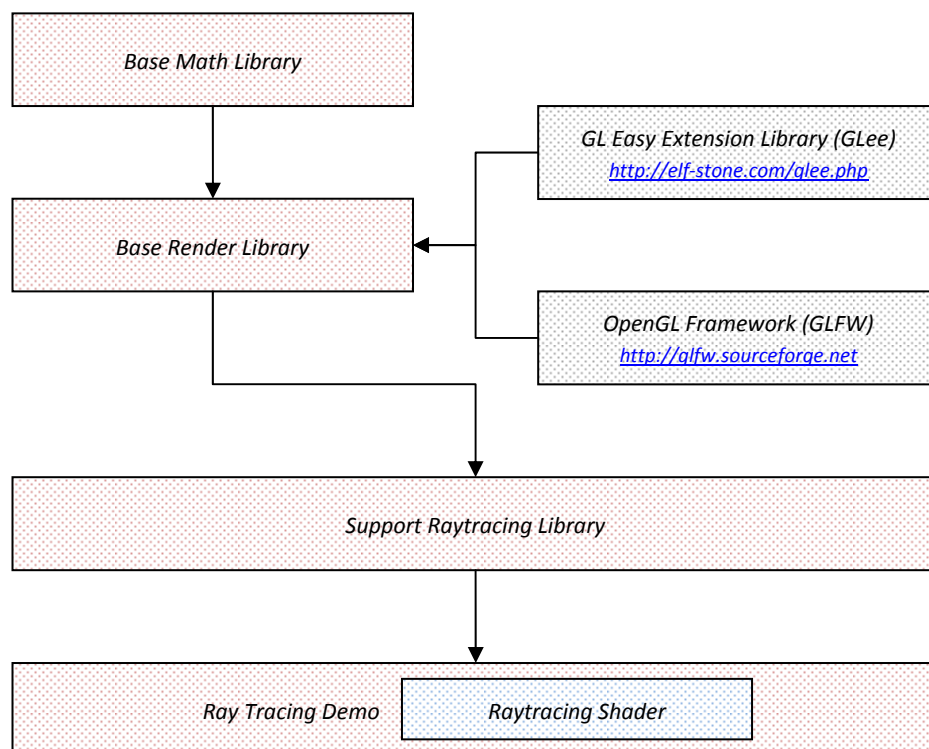 Base Math Library
GL Easy Extension Library (GLee)
http://elf-stone.com/glee.php
Base Render Library
OpenGL Framework (GLFW)
http://glfw.sourceforge.net
Support Raytracing Library
Ray Tracing Demo
Raytracing Shader